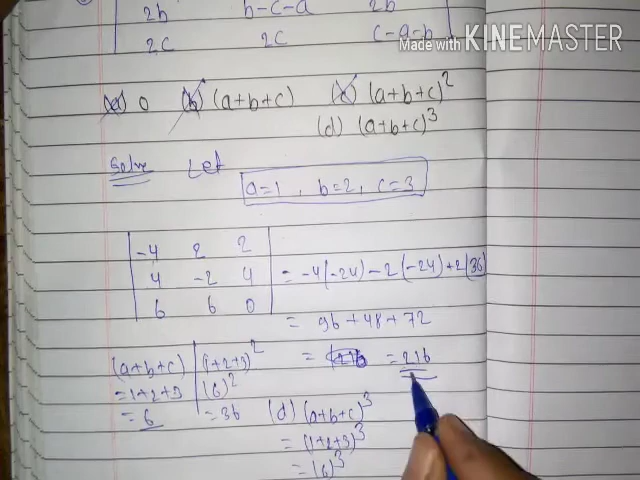 2b b-c-a 2b
Made with KINEMASTER
2c 2c c-a-b
(a) 0 (b) (a+b+c) (c) (a+b+c)²
(d) (a+b+c)³
Solve Let
a=1, b=2, c=3
-4 2 2
4 -2 4 = -4(-24)-2(-24)+2(36)
6 6 0
= 96+48+72
(a+b+c) (1+2+3)² = 216 = 216
=1+2+3 (6)² (d) (a+b+c)³
= 6 =36 = (1+2+3)³
= (6)³